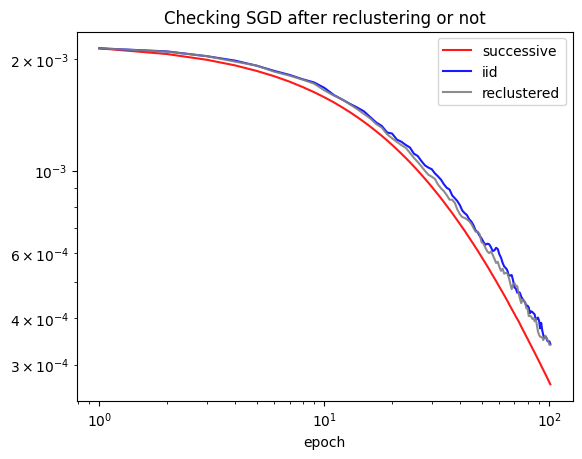 Checking SGD after reclustering or not
successive
iid
reclustered
2 × 10⁻³
10⁻³
6 × 10⁻⁴
4 × 10⁻⁴
3 × 10⁻⁴
10⁰
10¹
10²
epoch